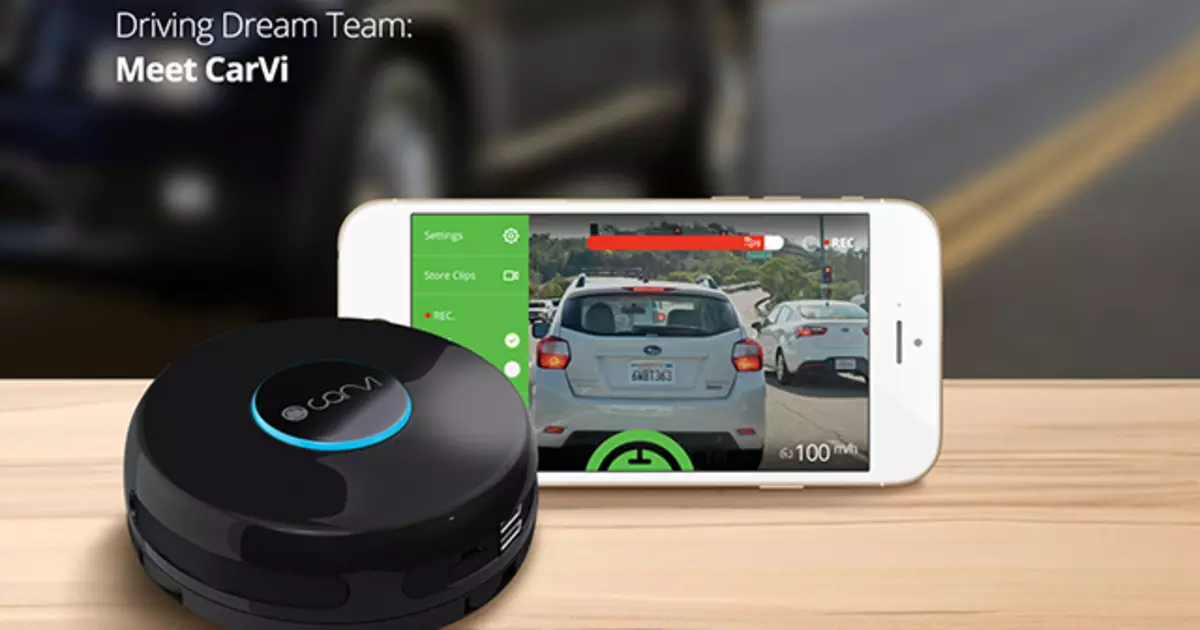 Driving Dream Team:
Meet CarVi
Settings
REC
Store Clips
REC.
carvi
6WBT363
100 m/h